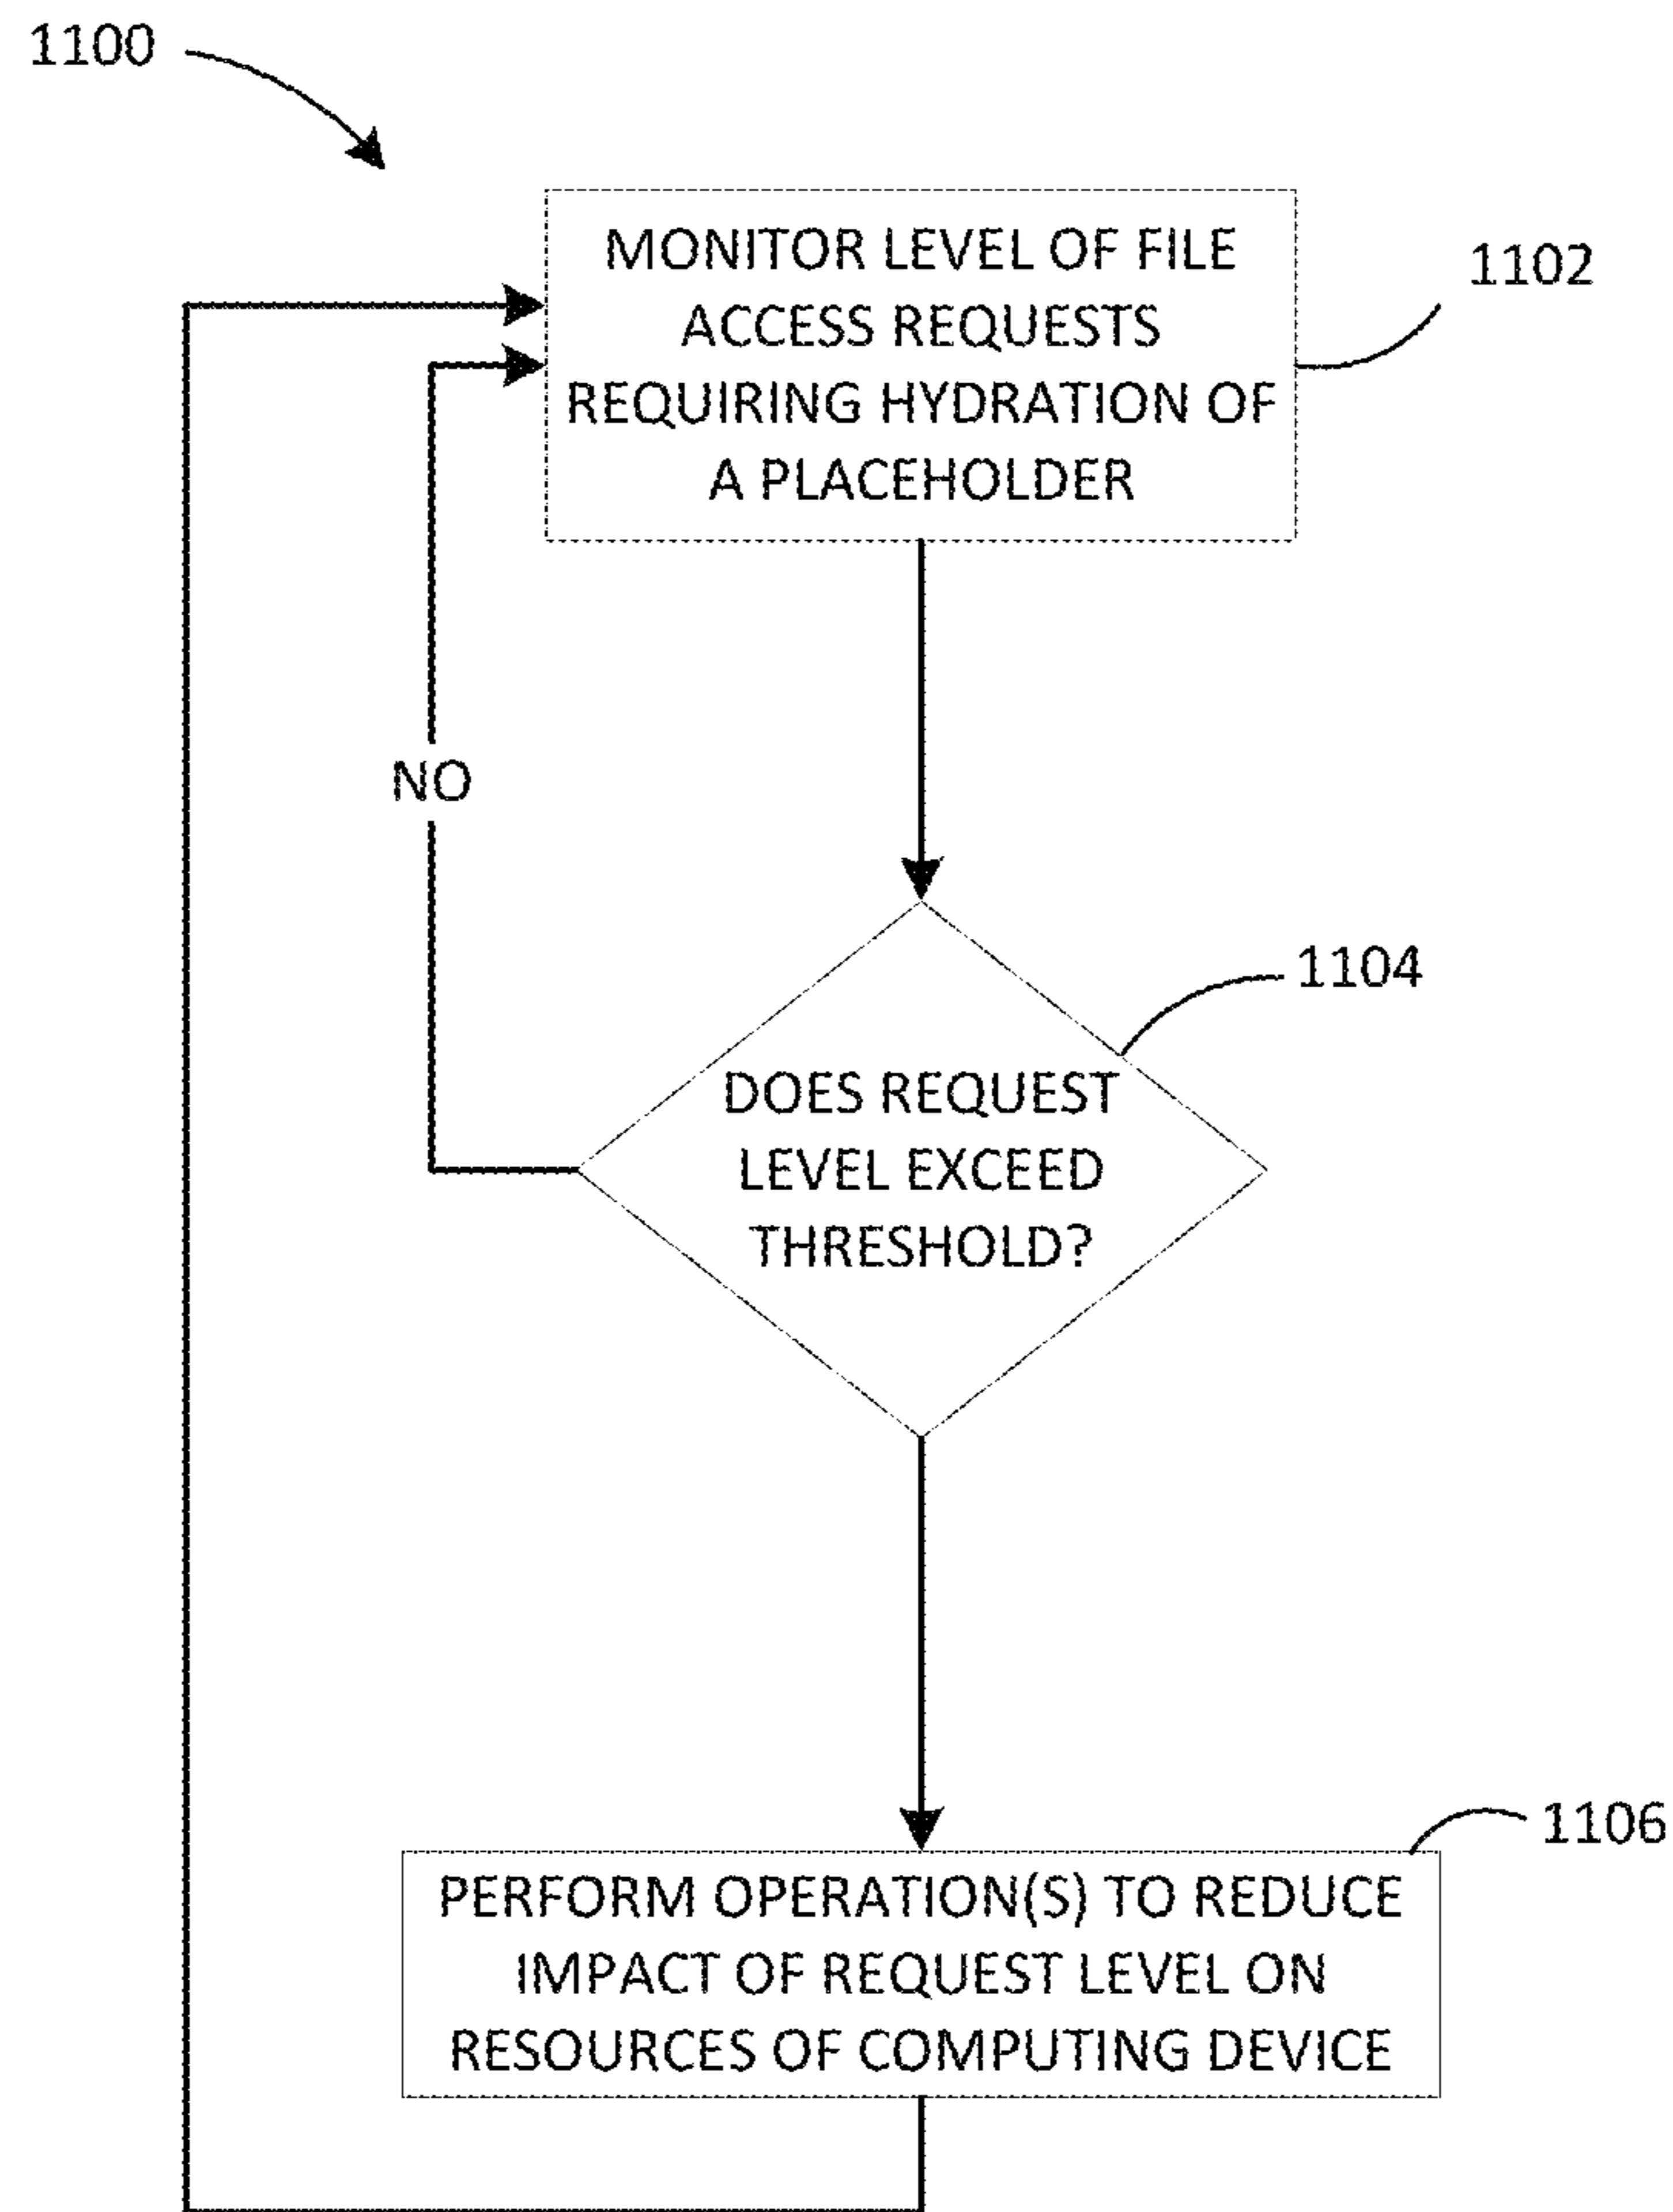 1100
MONITOR LEVEL OF FILE
ACCESS REQUESTS
REQUIRING HYDRATION OF
A PLACEHOLDER
1102
NO
1104
DOES REQUEST
LEVEL EXCEED
THRESHOLD?
1106
PERFORM OPERATION(S) TO REDUCE
IMPACT OF REQUEST LEVEL ON
RESOURCES OF COMPUTING DEVICE